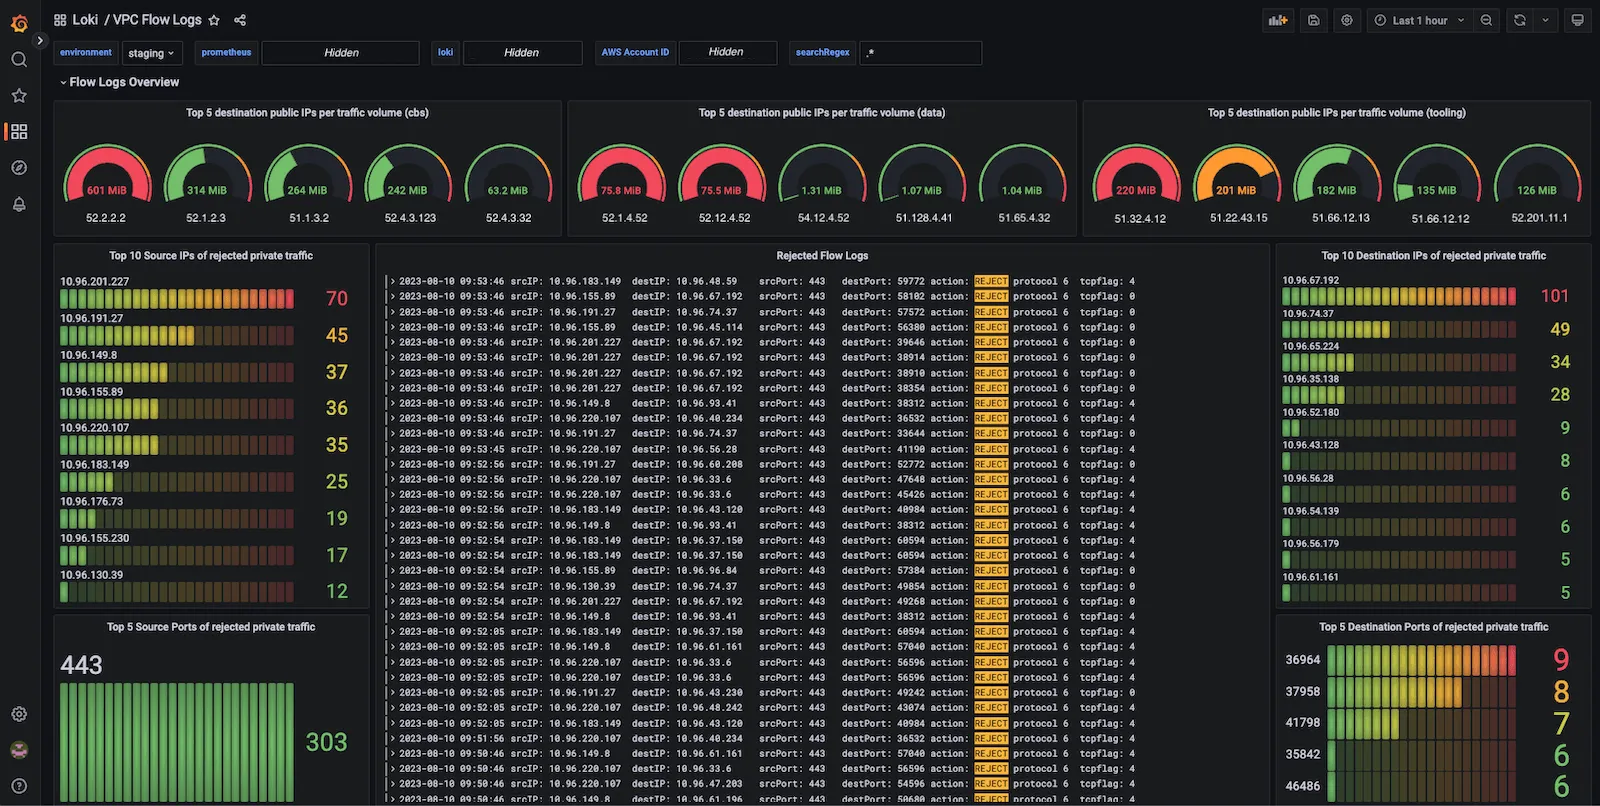 Loki / VPC Flow Logs
Last 1 hour
environment staging prometheus Hidden loki Hidden AWS Account ID Hidden searchRegex .*
Flow Logs Overview
Top 5 destination public IPs per traffic volume (cbs)
601 MiB 314 MiB 264 MiB 242 MiB 63.2 MiB
52.2.2.2 52.1.2.3 51.1.3.2 52.4.3.123 52.4.3.32
Top 5 destination public IPs per traffic volume (data)
75.8 MiB 75.5 MiB 1.31 MiB 1.07 MiB 1.04 MiB
52.1.4.52 52.12.4.52 54.12.4.52 51.128.4.41 51.65.4.32
Top 5 destination public IPs per traffic volume (tooling)
220 MiB 201 MiB 182 MiB 135 MiB 126 MiB
51.32.4.12 51.22.43.15 51.66.12.13 51.66.12.12 52.201.11.1
Top 10 Source IPs of rejected private traffic
10.96.201.227
70
10.96.191.27
45
10.96.149.8
37
10.96.155.89
36
10.96.220.107
35
10.96.183.149
25
10.96.176.73
19
10.96.155.230
17
10.96.130.39
12
Top 5 Source Ports of rejected private traffic
443
303
Rejected Flow Logs
2023-08-10 09:53:46 srcIP: 10.96.183.149 destIP: 10.96.48.59 srcPort: 443 destPort: 59772 action: REJECT protocol 6 tcpflag: 4
2023-08-10 09:53:46 srcIP: 10.96.155.89 destIP: 10.96.67.192 srcPort: 443 destPort: 58102 action: REJECT protocol 6 tcpflag: 0
2023-08-10 09:53:46 srcIP: 10.96.191.27 destIP: 10.96.74.37 srcPort: 443 destPort: 57572 action: REJECT protocol 6 tcpflag: 0
2023-08-10 09:53:46 srcIP: 10.96.155.89 destIP: 10.96.45.114 srcPort: 443 destPort: 56380 action: REJECT protocol 6 tcpflag: 4
2023-08-10 09:53:46 srcIP: 10.96.201.227 destIP: 10.96.67.192 srcPort: 443 destPort: 39646 action: REJECT protocol 6 tcpflag: 0
2023-08-10 09:53:46 srcIP: 10.96.201.227 destIP: 10.96.67.192 srcPort: 443 destPort: 38914 action: REJECT protocol 6 tcpflag: 0
2023-08-10 09:53:46 srcIP: 10.96.201.227 destIP: 10.96.67.192 srcPort: 443 destPort: 38910 action: REJECT protocol 6 tcpflag: 0
2023-08-10 09:53:46 srcIP: 10.96.201.227 destIP: 10.96.67.192 srcPort: 443 destPort: 38354 action: REJECT protocol 6 tcpflag: 0
2023-08-10 09:53:46 srcIP: 10.96.149.8 destIP: 10.96.93.41 srcPort: 443 destPort: 38312 action: REJECT protocol 6 tcpflag: 4
2023-08-10 09:53:46 srcIP: 10.96.220.107 destIP: 10.96.40.234 srcPort: 443 destPort: 36532 action: REJECT protocol 6 tcpflag: 4
2023-08-10 09:53:46 srcIP: 10.96.191.27 destIP: 10.96.74.37 srcPort: 443 destPort: 33644 action: REJECT protocol 6 tcpflag: 0
2023-08-10 09:53:45 srcIP: 10.96.220.107 destIP: 10.96.56.28 srcPort: 443 destPort: 41190 action: REJECT protocol 6 tcpflag: 4
2023-08-10 09:52:56 srcIP: 10.96.191.27 destIP: 10.96.60.208 srcPort: 443 destPort: 52772 action: REJECT protocol 6 tcpflag: 0
2023-08-10 09:52:56 srcIP: 10.96.220.107 destIP: 10.96.33.6 srcPort: 443 destPort: 47648 action: REJECT protocol 6 tcpflag: 4
2023-08-10 09:52:56 srcIP: 10.96.220.107 destIP: 10.96.33.6 srcPort: 443 destPort: 45426 action: REJECT protocol 6 tcpflag: 4
2023-08-10 09:52:56 srcIP: 10.96.183.149 destIP: 10.96.43.120 srcPort: 443 destPort: 40984 action: REJECT protocol 6 tcpflag: 4
2023-08-10 09:52:56 srcIP: 10.96.149.8 destIP: 10.96.93.41 srcPort: 443 destPort: 38312 action: REJECT protocol 6 tcpflag: 4
2023-08-10 09:52:54 srcIP: 10.96.183.149 destIP: 10.96.37.150 srcPort: 443 destPort: 60594 action: REJECT protocol 6 tcpflag: 4
2023-08-10 09:52:54 srcIP: 10.96.183.149 destIP: 10.96.37.150 srcPort: 443 destPort: 60594 action: REJECT protocol 6 tcpflag: 4
2023-08-10 09:52:54 srcIP: 10.96.155.89 destIP: 10.96.96.84 srcPort: 443 destPort: 57384 action: REJECT protocol 6 tcpflag: 0
2023-08-10 09:52:54 srcIP: 10.96.130.39 destIP: 10.96.74.37 srcPort: 443 destPort: 49854 action: REJECT protocol 6 tcpflag: 0
2023-08-10 09:52:54 srcIP: 10.96.201.227 destIP: 10.96.67.192 srcPort: 443 destPort: 49268 action: REJECT protocol 6 tcpflag: 0
2023-08-10 09:52:54 srcIP: 10.96.149.8 destIP: 10.96.93.41 srcPort: 443 destPort: 38312 action: REJECT protocol 6 tcpflag: 4
2023-08-10 09:52:05 srcIP: 10.96.183.149 destIP: 10.96.37.150 srcPort: 443 destPort: 60594 action: REJECT protocol 6 tcpflag: 4
2023-08-10 09:52:05 srcIP: 10.96.149.8 destIP: 10.96.61.161 srcPort: 443 destPort: 57040 action: REJECT protocol 6 tcpflag: 4
2023-08-10 09:52:05 srcIP: 10.96.220.107 destIP: 10.96.33.6 srcPort: 443 destPort: 56596 action: REJECT protocol 6 tcpflag: 4
2023-08-10 09:52:05 srcIP: 10.96.220.107 destIP: 10.96.33.6 srcPort: 443 destPort: 56596 action: REJECT protocol 6 tcpflag: 4
2023-08-10 09:52:05 srcIP: 10.96.191.27 destIP: 10.96.43.230 srcPort: 443 destPort: 49242 action: REJECT protocol 6 tcpflag: 0
2023-08-10 09:52:05 srcIP: 10.96.220.107 destIP: 10.96.48.242 srcPort: 443 destPort: 43074 action: REJECT protocol 6 tcpflag: 4
2023-08-10 09:52:05 srcIP: 10.96.183.149 destIP: 10.96.43.120 srcPort: 443 destPort: 40984 action: REJECT protocol 6 tcpflag: 4
2023-08-10 09:51:56 srcIP: 10.96.220.107 destIP: 10.96.40.234 srcPort: 443 destPort: 36532 action: REJECT protocol 6 tcpflag: 4
2023-08-10 09:50:46 srcIP: 10.96.149.8 destIP: 10.96.61.161 srcPort: 443 destPort: 57040 action: REJECT protocol 6 tcpflag: 4
2023-08-10 09:50:46 srcIP: 10.96.220.107 destIP: 10.96.33.6 srcPort: 443 destPort: 56596 action: REJECT protocol 6 tcpflag: 4
2023-08-10 09:50:46 srcIP: 10.96.220.107 destIP: 10.96.47.203 srcPort: 443 destPort: 54596 action: REJECT protocol 6 tcpflag: 4
2023-08-10 09:50:46 srcIP: 10.96.149.8 destIP: 10.96.61.196 srcPort: 443 destPort: 50680 action: REJECT protocol 6 tcpflag: 4
Top 10 Destination IPs of rejected private traffic
10.96.67.192
101
10.96.74.37
49
10.96.65.224
34
10.96.35.138
28
10.96.52.180
9
10.96.43.128
8
10.96.56.28
6
10.96.54.139
6
10.96.56.179
5
10.96.61.161
5
Top 5 Destination Ports of rejected private traffic
36964 9
37958 8
41798 7
35842 6
46486 6